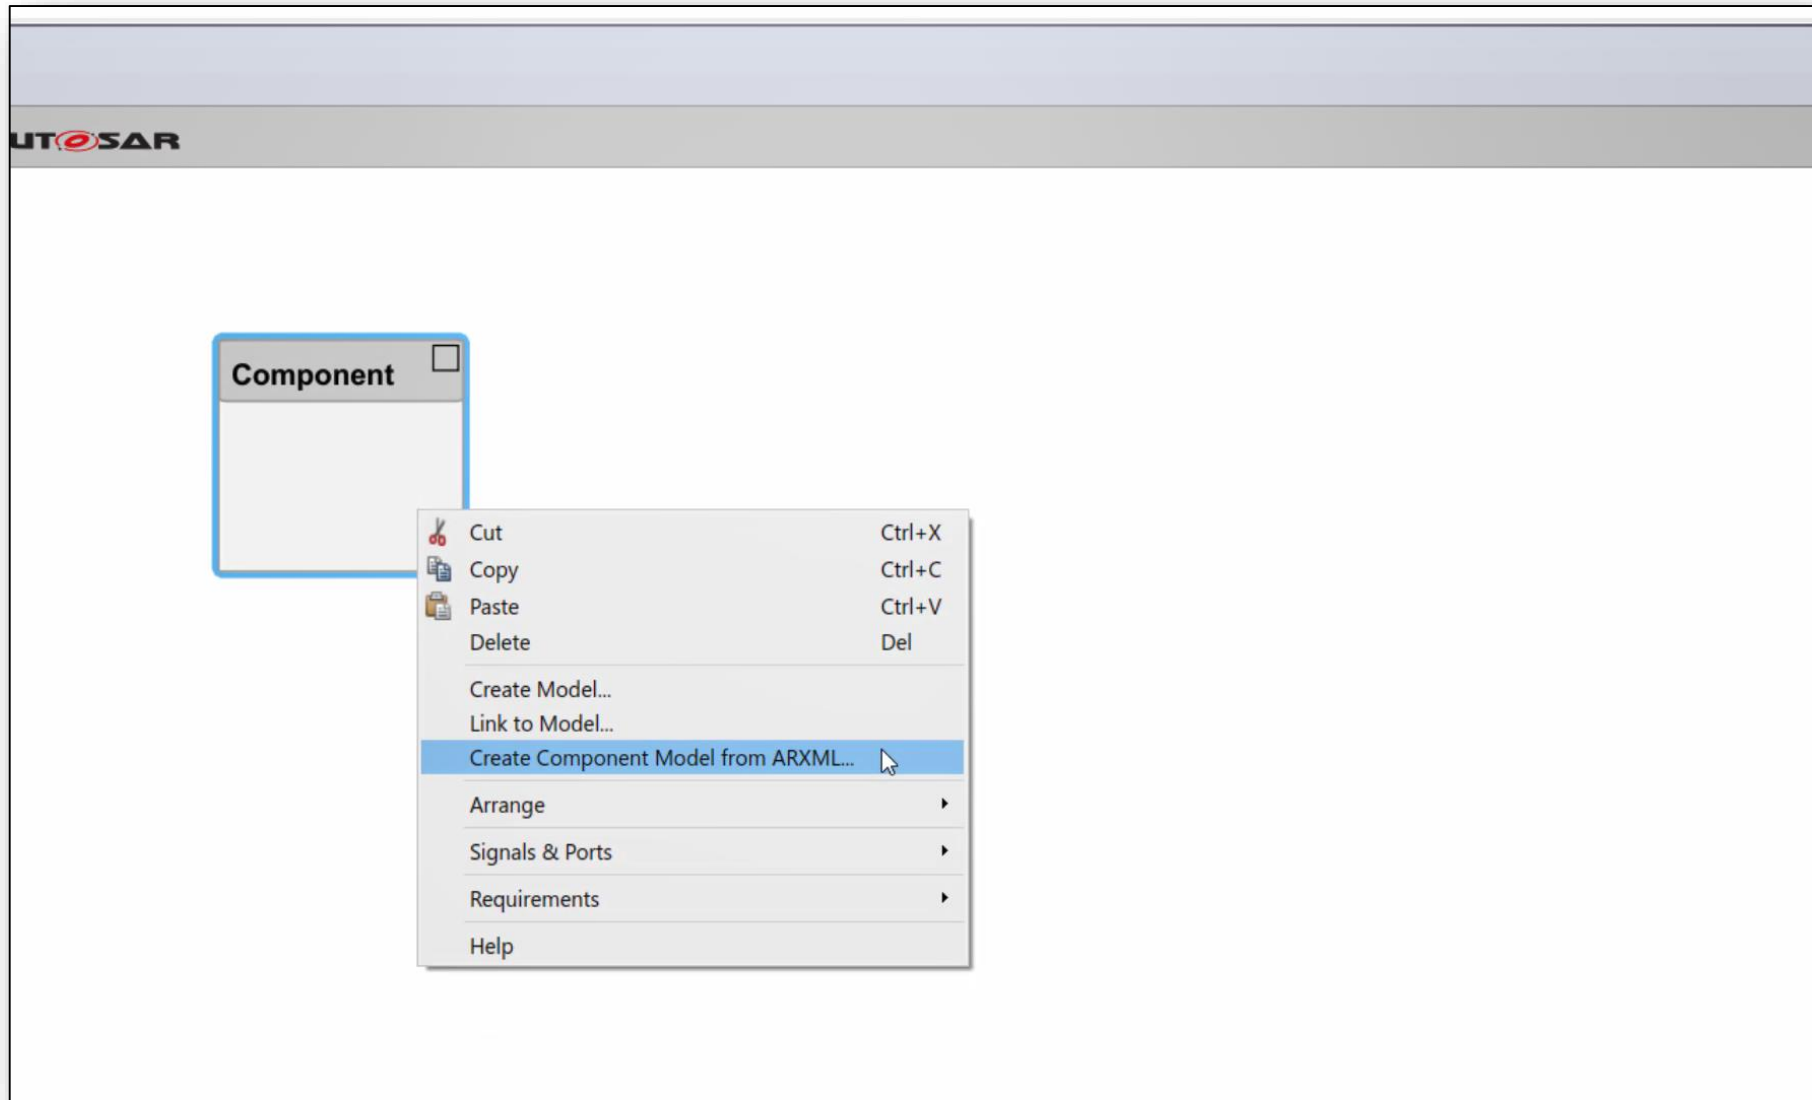 UTOSAR
Component
Cut Ctrl+X
Copy Ctrl+C
Paste Ctrl+V
Delete Del
Create Model...
Link to Model...
Create Component Model from ARXML...
Arrange
Signals & Ports
Requirements
Help